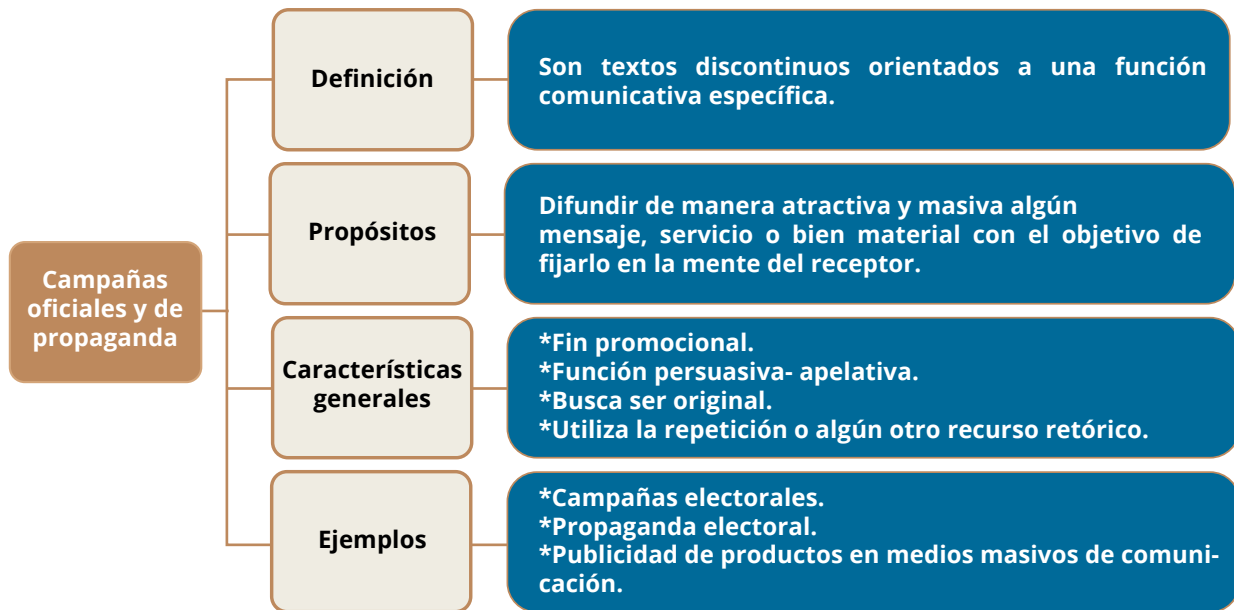 Campañas
oficiales y de
propaganda
Definición
Son textos discontinuos orientados a una función
comunicativa específica.
Propósitos
Difundir de manera atractiva y masiva algún
mensaje, servicio o bien material con el objetivo de
fijarlo en la mente del receptor.
Características
generales
*Fin promocional.
*Función persuasiva- apelativa.
*Busca ser original.
*Utiliza la repetición o algún otro recurso retórico.
Ejemplos
*Campañas electorales.
*Propaganda electoral.
*Publicidad de productos en medios masivos de comuni-
cación.